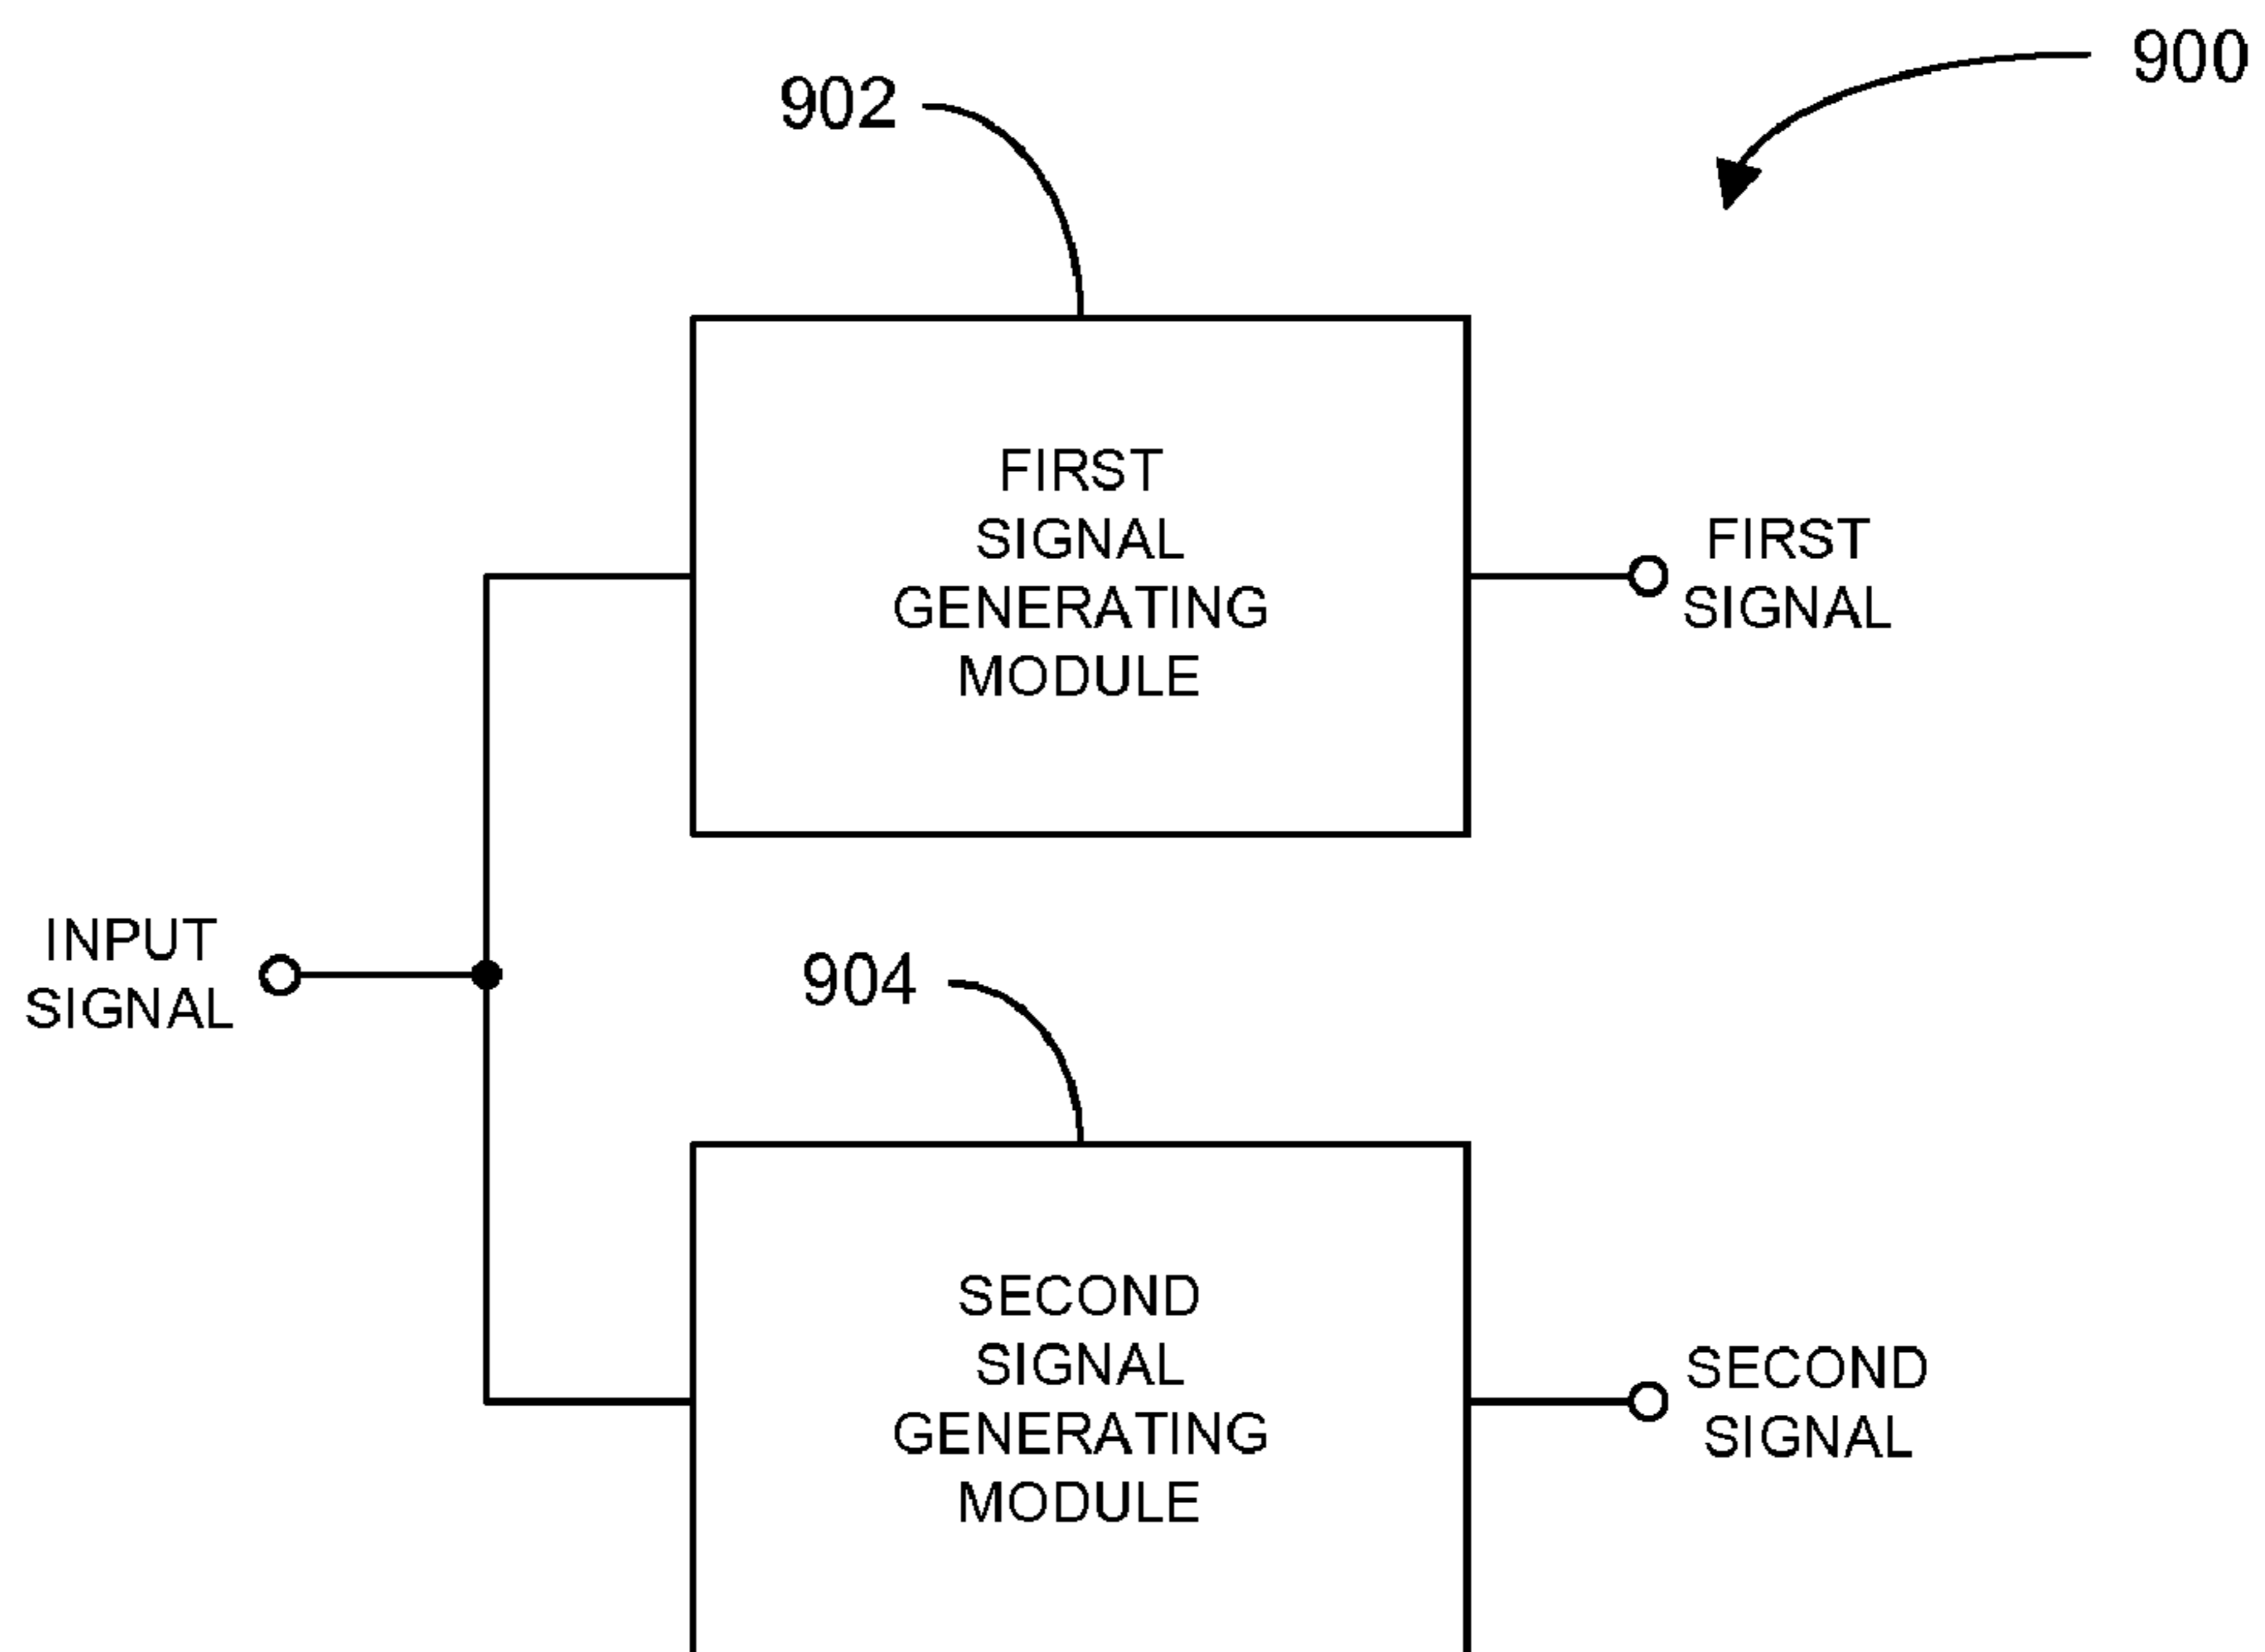 900
902
FIRST
SIGNAL
GENERATING
MODULE
FIRST
SIGNAL
INPUT
SIGNAL
904
SECOND
SIGNAL
GENERATING
MODULE
SECOND
SIGNAL